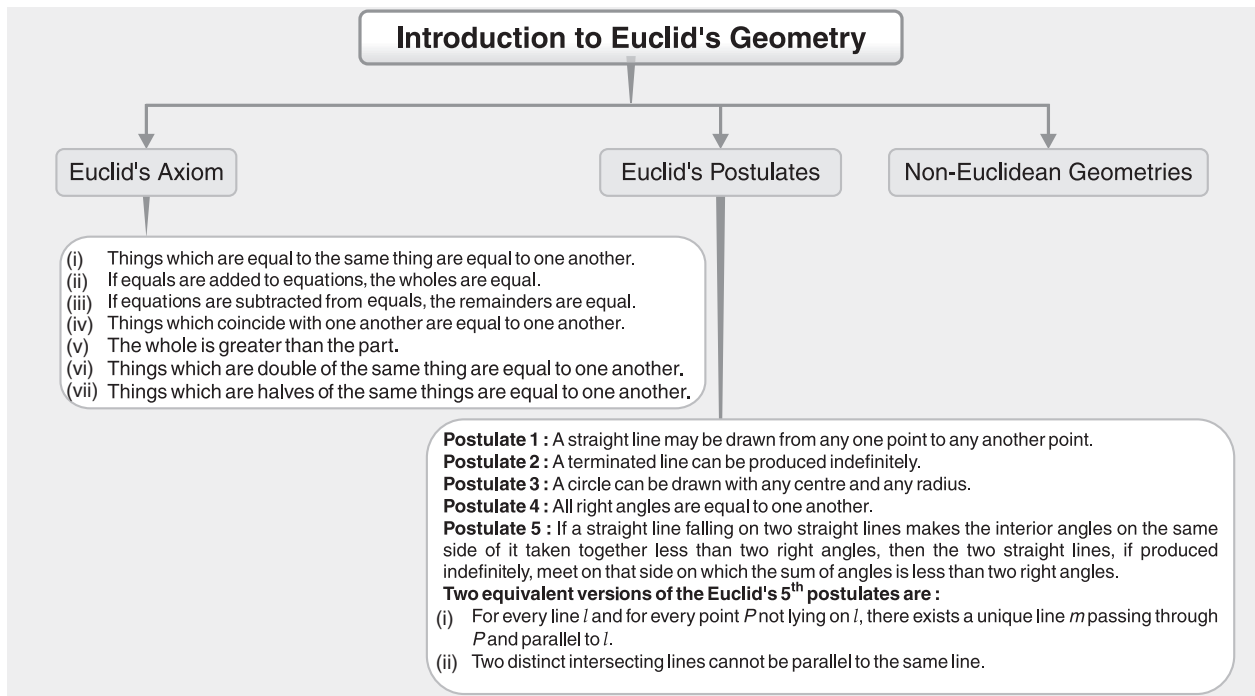 Introduction to Euclid's Geometry
Euclid's Axiom
Euclid's Postulates
Non-Euclidean Geometries
(i) Things which are equal to the same thing are equal to one another.
(ii) If equals are added to equations, the wholes are equal.
(iii) If equations are subtracted from equals, the remainders are equal.
(iv) Things which coincide with one another are equal to one another.
(v) The whole is greater than the part.
(vi) Things which are double of the same thing are equal to one another.
(vii) Things which are halves of the same things are equal to one another.
Postulate 1 : A straight line may be drawn from any one point to any another point.
Postulate 2 : A terminated line can be produced indefinitely.
Postulate 3 : A circle can be drawn with any centre and any radius.
Postulate 4 : All right angles are equal to one another.
Postulate 5 : If a straight line falling on two straight lines makes the interior angles on the same
side of it taken together less than two right angles, then the two straight lines, if produced
indefinitely, meet on that side on which the sum of angles is less than two right angles.
Two equivalent versions of the Euclid's 5th postulates are :
(i) For every line l and for every point P not lying on l, there exists a unique line m passing through
P and parallel to l.
(ii) Two distinct intersecting lines cannot be parallel to the same line.